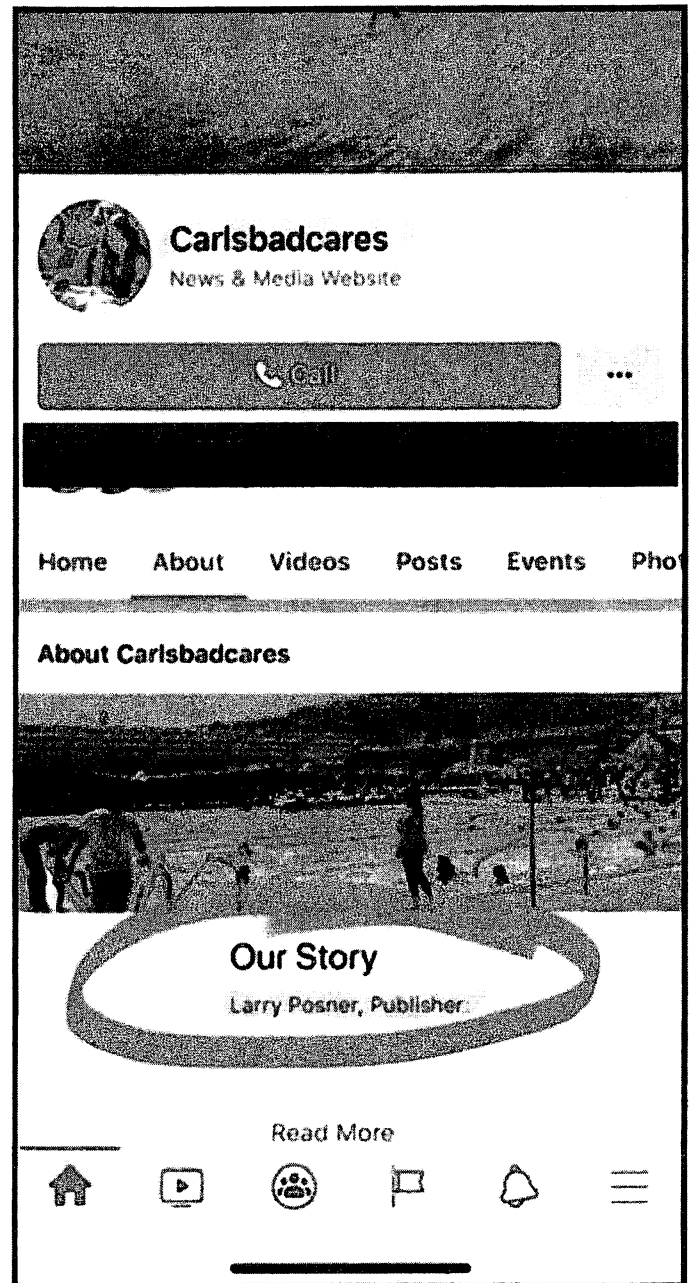 Carlsbadcares
News & Media Website
Call
Home About Videos Posts Events Phot
About Carlsbadcares
Our Story
Larry Posner, Publisher.
Read More